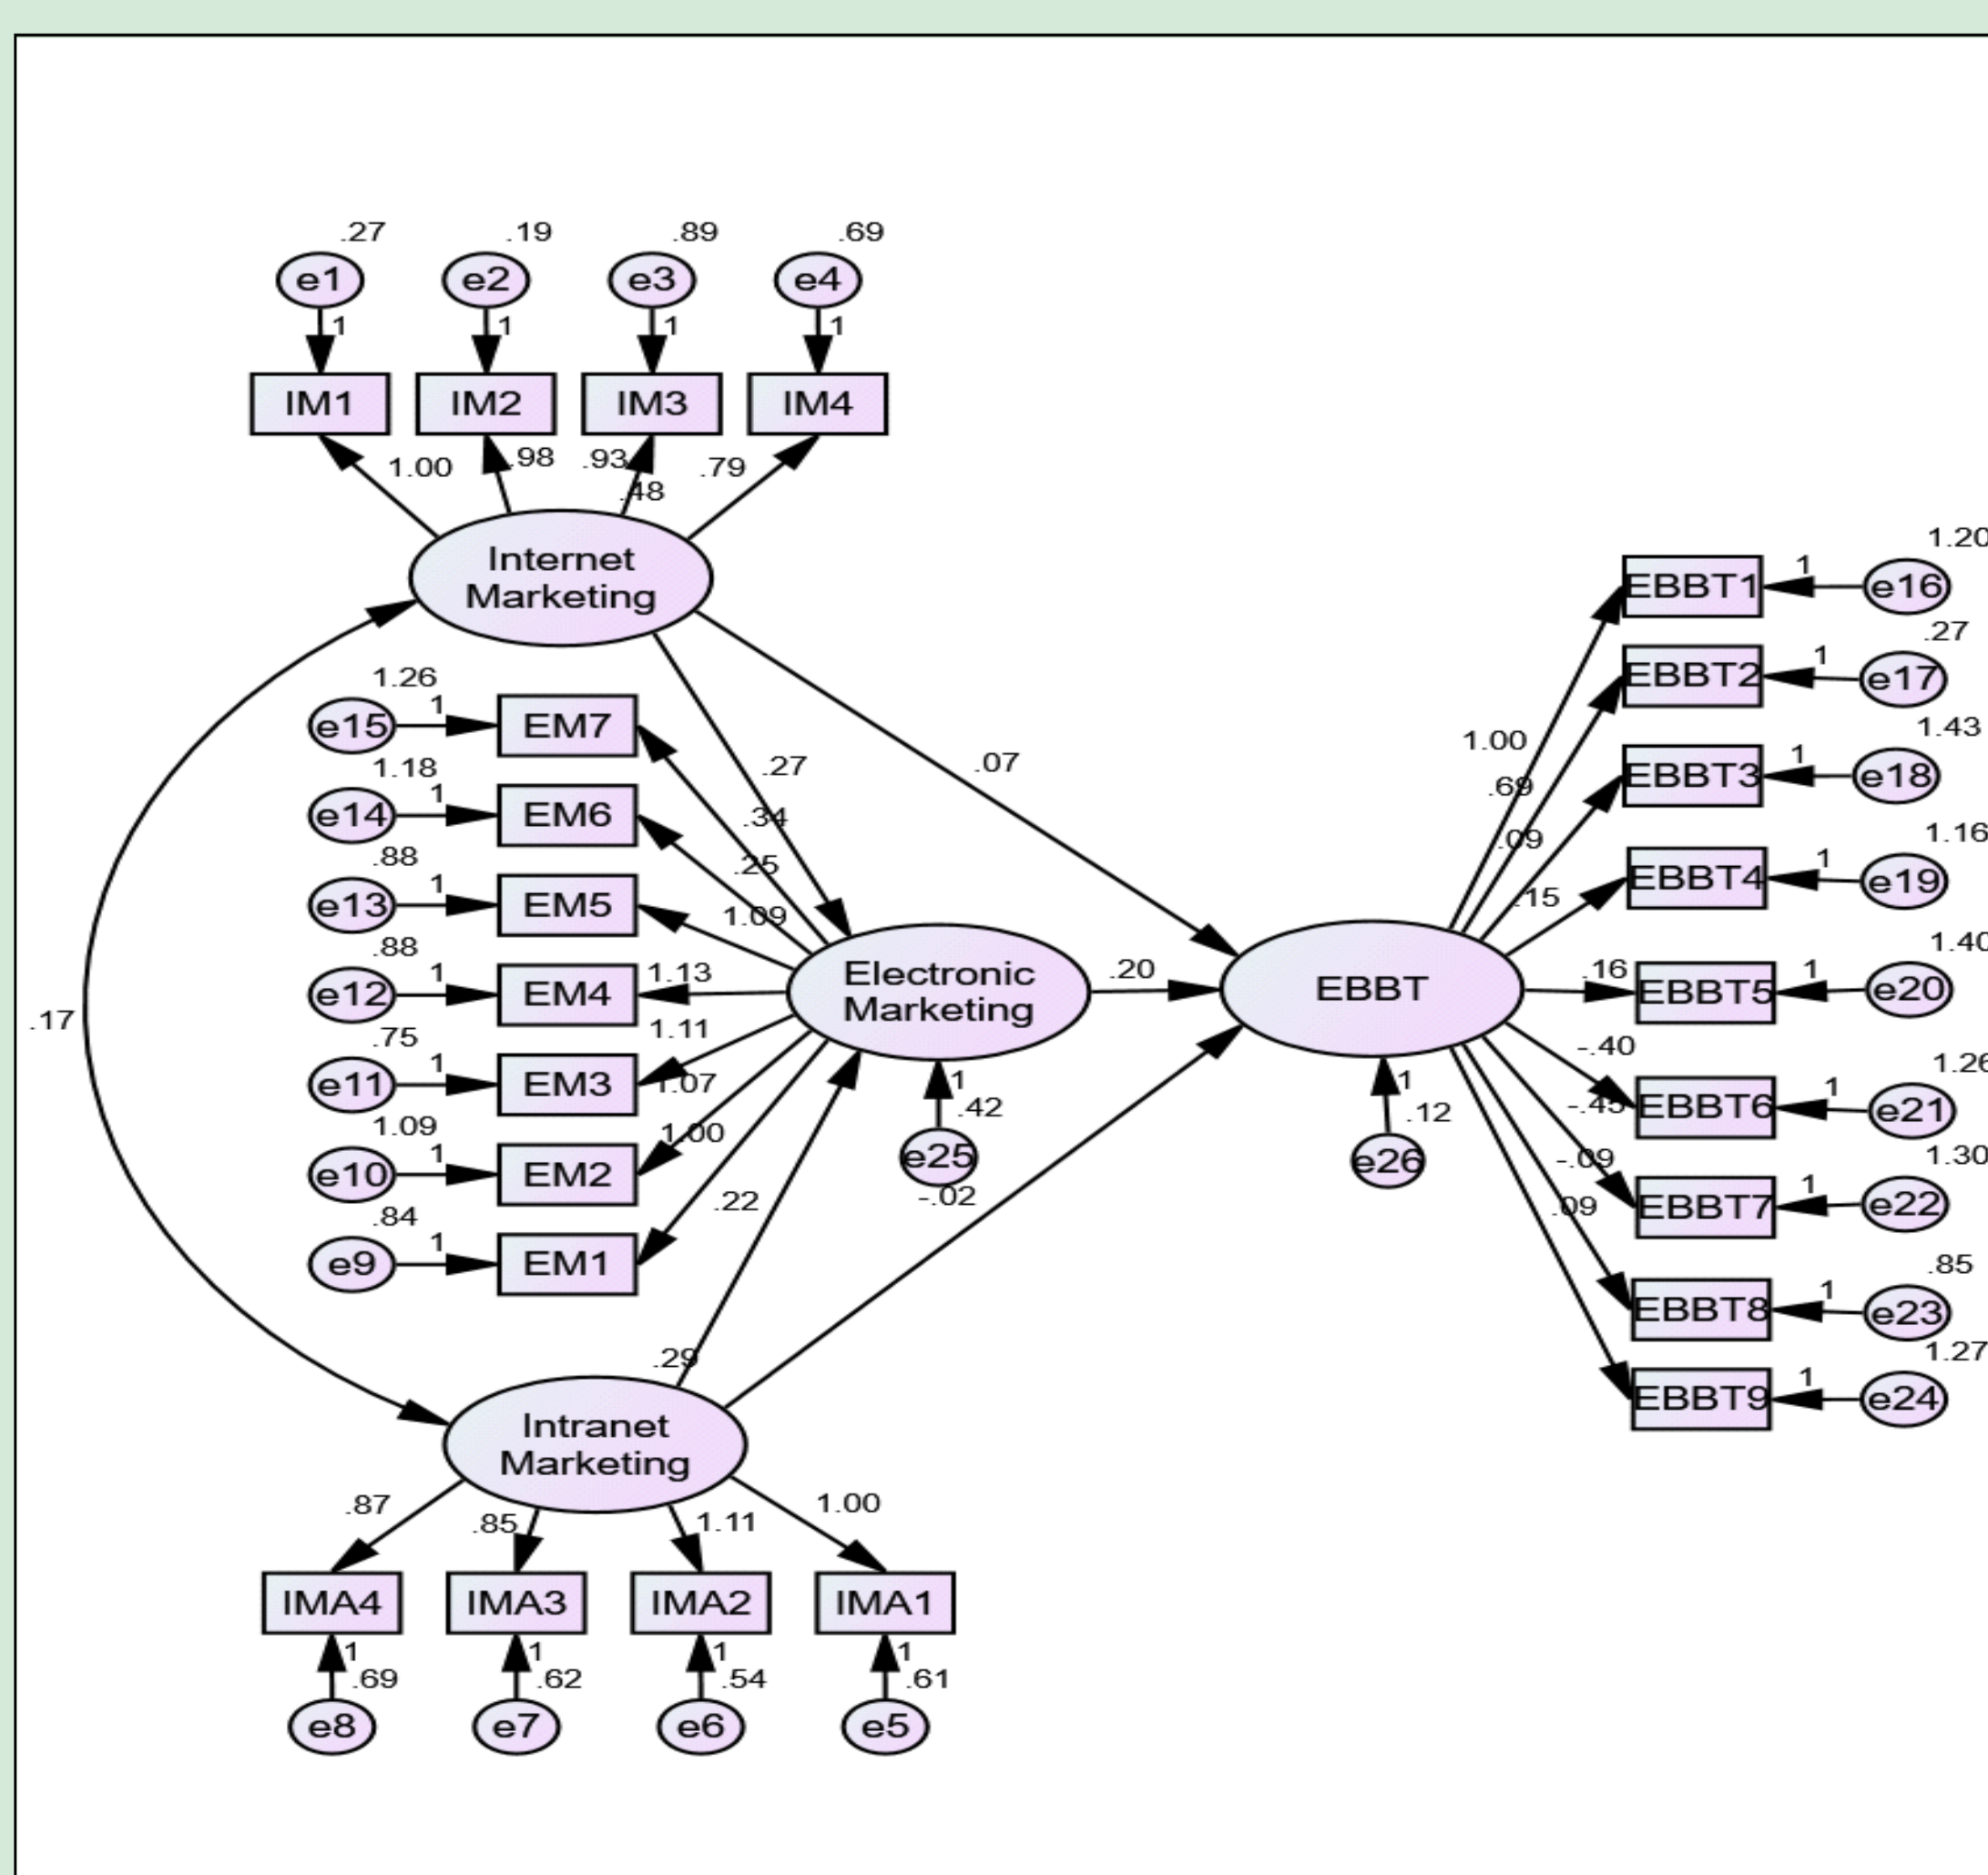 .27 .19 .89 .69
e1 e2 e3 e4
1 1 1 1
IM1 IM2 IM3 IM4
1.00 .98 .93 .79
.48
Internet
Marketing
.27
.07
.17
1.26
e15 1 EM7
1.18
e14 1 EM6
.88
e13 1 EM5
.88
e12 1 EM4
.75
e11 1 EM3
1.09
e10 1 EM2
.84
e9 1 EM1
.34
.25
1.09
1.13
1.11
1.07
1.00
Electronic
Marketing
1
.42
e25
.20
.22
-.02
.29
Intranet
Marketing
.87 .85 1.11 1.00
IMA4 IMA3 IMA2 IMA1
1 1 1 1
.69 .62 .54 .61
e8 e7 e6 e5
EBBT
1
.12
e26
1.00
.69
.09
.15
.16
-.40
-.45
-.09
.09
1.20
EBBT1 1 e16
.27
EBBT2 1 e17
1.43
EBBT3 1 e18
1.16
EBBT4 1 e19
1.40
EBBT5 1 e20
1.26
EBBT6 1 e21
1.30
EBBT7 1 e22
.85
EBBT8 1 e23
1.27
EBBT9 1 e24